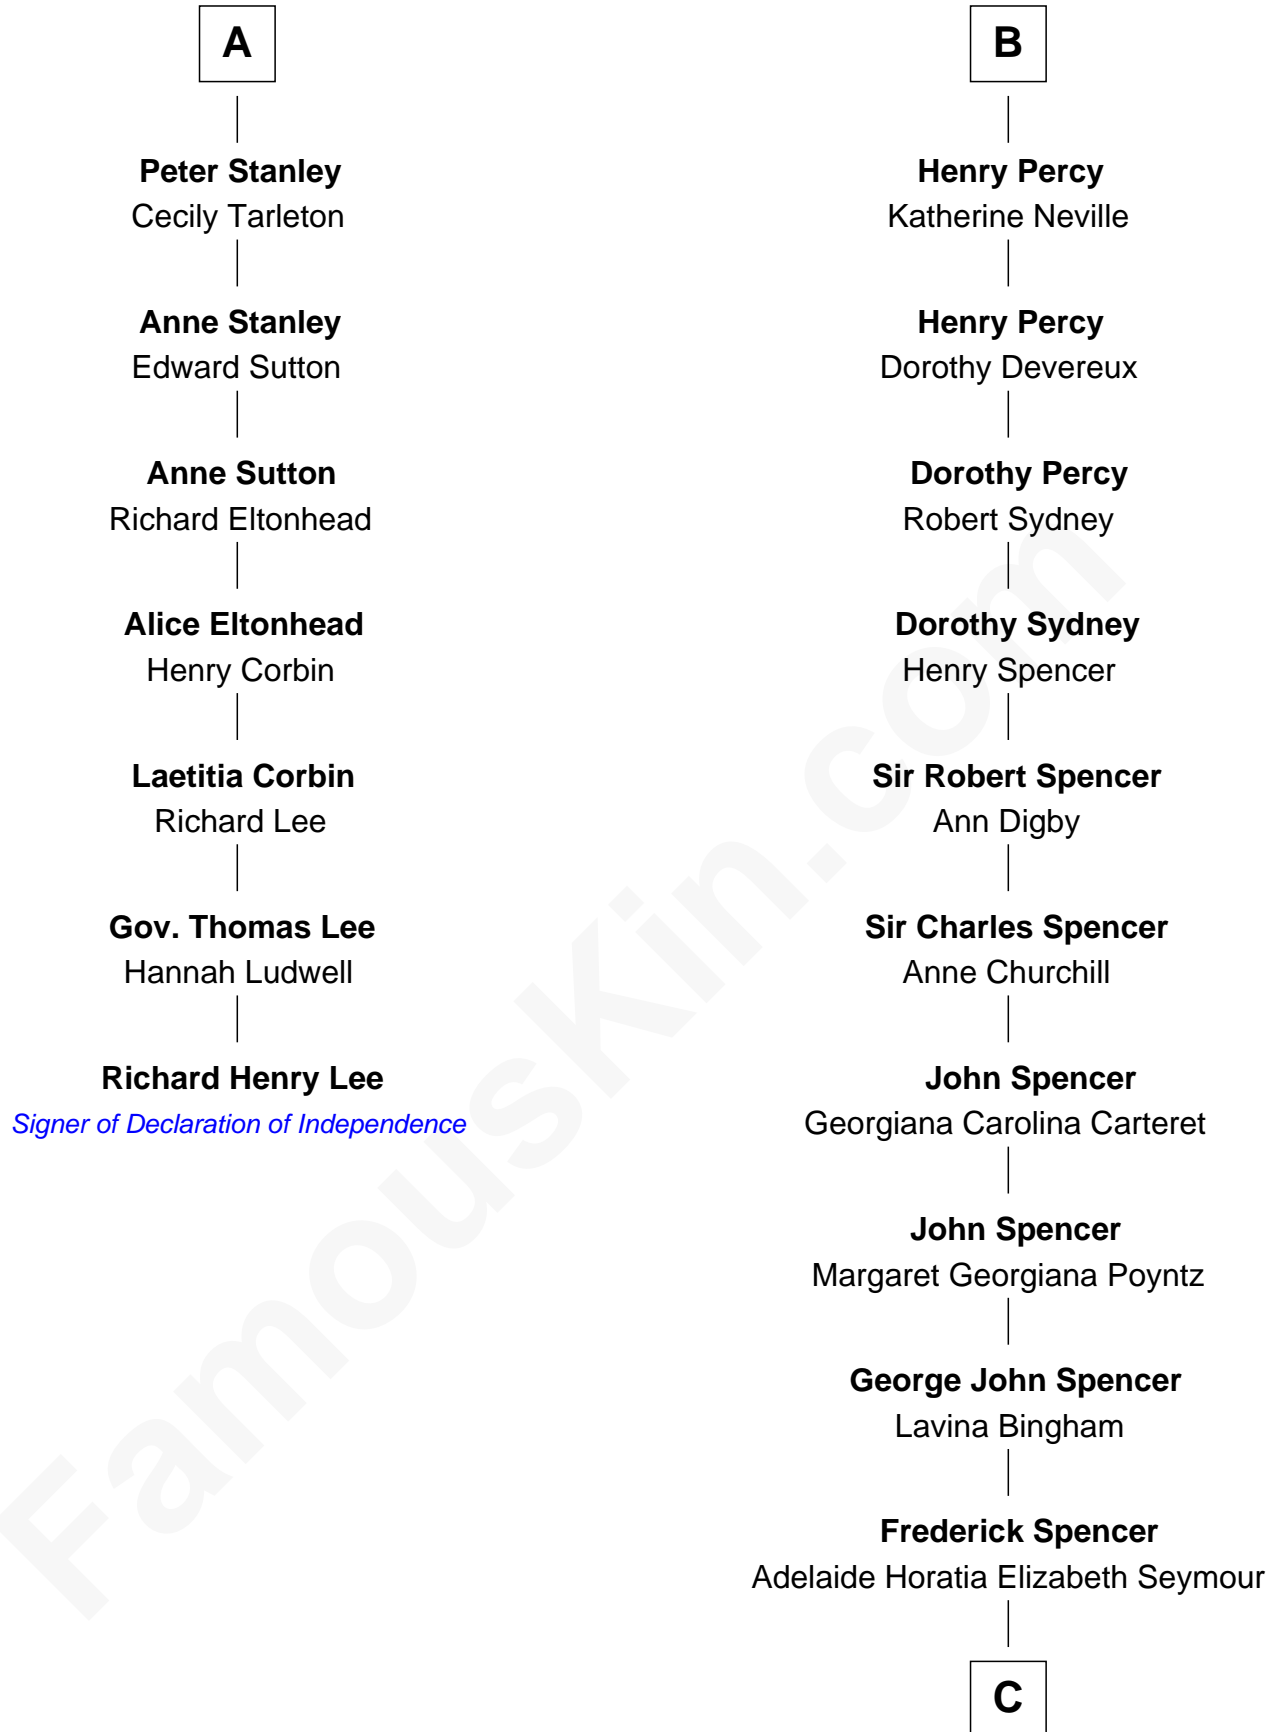 A
Peter Stanley
Cecily Tarleton
Anne Stanley
Edward Sutton
Anne Sutton
Richard Eltonhead
Alice Eltonhead
Henry Corbin
Laetitia Corbin
Richard Lee
Gov. Thomas Lee
Hannah Ludwell
Richard Henry Lee
Signer of Declaration of Independence
B
Henry Percy
Katherine Neville
Henry Percy
Dorothy Devereux
Dorothy Percy
Robert Sydney
Dorothy Sydney
Henry Spencer
Sir Robert Spencer
Ann Digby
Sir Charles Spencer
Anne Churchill
John Spencer
Georgiana Carolina Carteret
John Spencer
Margaret Georgiana Poyntz
George John Spencer
Lavina Bingham
Frederick Spencer
Adelaide Horatia Elizabeth Seymour
C
FamousKin.com